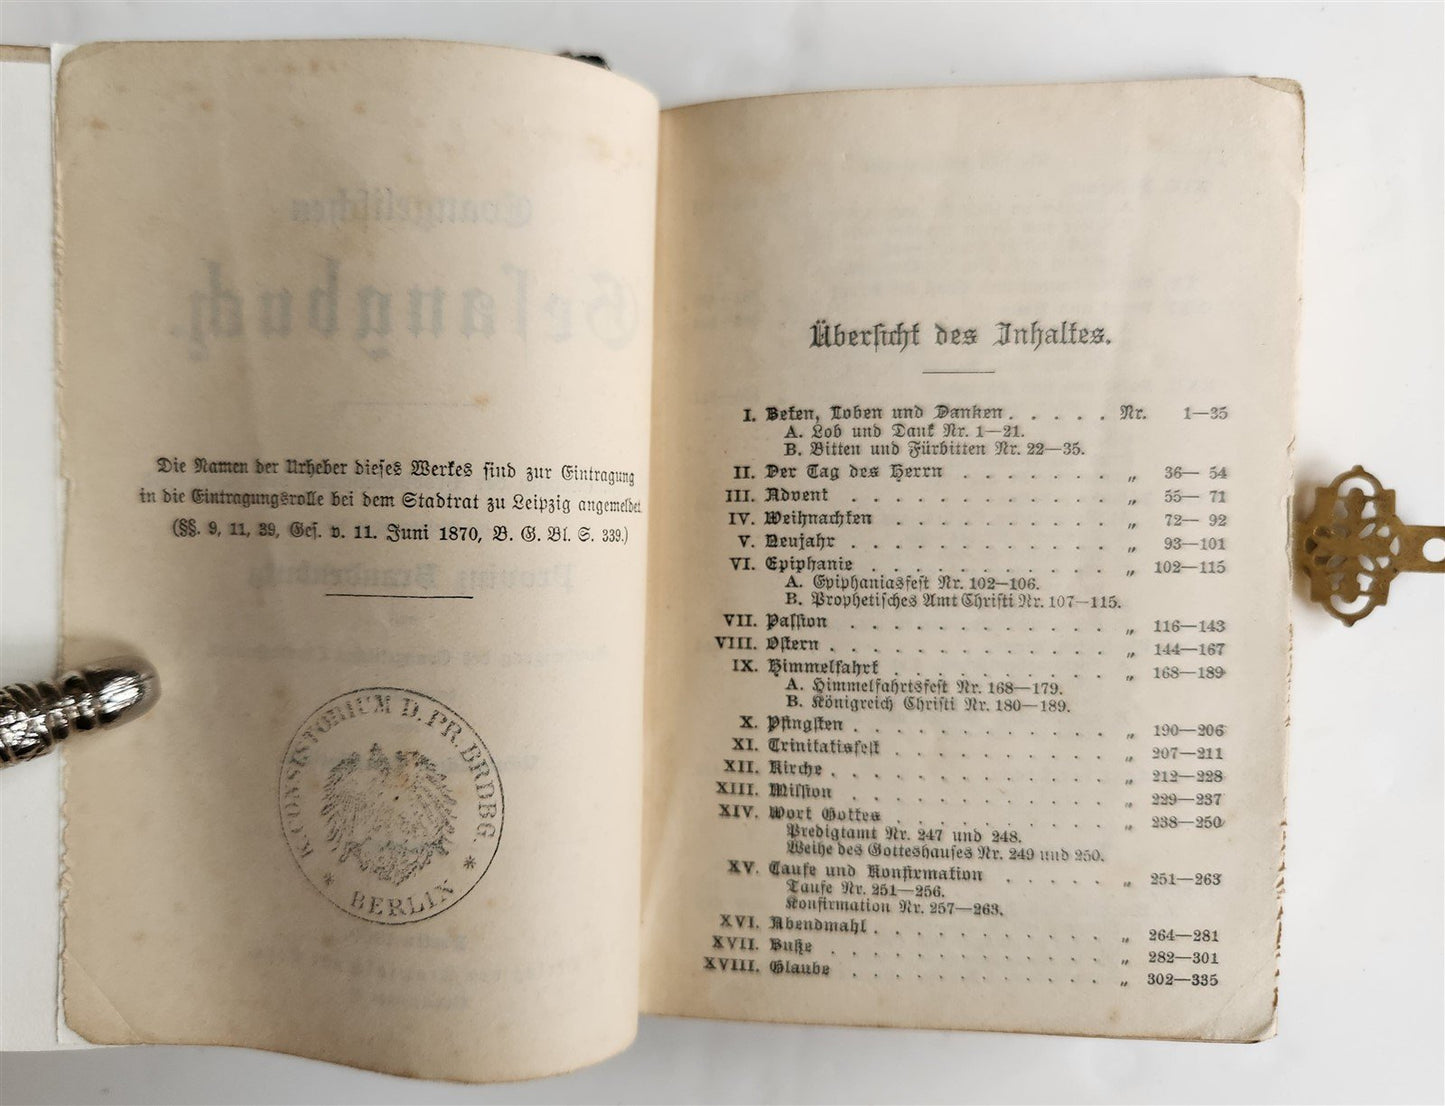 Die Namen der Urheber dieses Werkes sind zur Eintragung
in die Eintragungsrolle bei dem Stadtrat zu Leipzig angemeldet
(§§. 9, 11, 39, Ges. v. 11. Juni 1870, B. G. Bl. S. 339.)
K. CONSISTORIUM D. PR. BRDBG.
* BERLIN *
Übersicht des Inhaltes.
I. Beten, Loben und Danken . . . . . Nr. 1—35
A. Lob und Dank Nr. 1—21.
B. Bitten und Fürbitten Nr. 22—35.
II. Der Tag des Herrn . . . . . . . „ 36— 54
III. Advent . . . . . . . . . . . . „ 55— 71
IV. Weihnachten . . . . . . . . . . „ 72— 92
V. Neujahr . . . . . . . . . . . . „ 93—101
VI. Epiphanie . . . . . . . . . . . „ 102—115
A. Epiphaniasfest Nr. 102—106.
B. Prophetisches Amt Christi Nr. 107—115.
VII. Passion . . . . . . . . . . . . „ 116—143
VIII. Ostern . . . . . . . . . . . . „ 144—167
IX. Himmelfahrt . . . . . . . . . . „ 168—189
A. Himmelfahrtsfest Nr. 168—179.
B. Königreich Christi Nr. 180—189.
X. Pfingsten . . . . . . . . . . . „ 190—206
XI. Trinitatisfest . . . . . . . . . „ 207—211
XII. Kirche . . . . . . . . . . . . „ 212—228
XIII. Mission . . . . . . . . . . . „ 229—237
XIV. Wort Gottes . . . . . . . . . . „ 238—250
Predigtamt Nr. 247 und 248.
Weihe des Gotteshauses Nr. 249 und 250.
XV. Taufe und Konfirmation . . . . . „ 251—263
Taufe Nr. 251—256.
Konfirmation Nr. 257—263.
XVI. Abendmahl . . . . . . . . . . . „ 264—281
XVII. Buße . . . . . . . . . . . . . „ 282—301
XVIII. Glaube . . . . . . . . . . . . „ 302—335